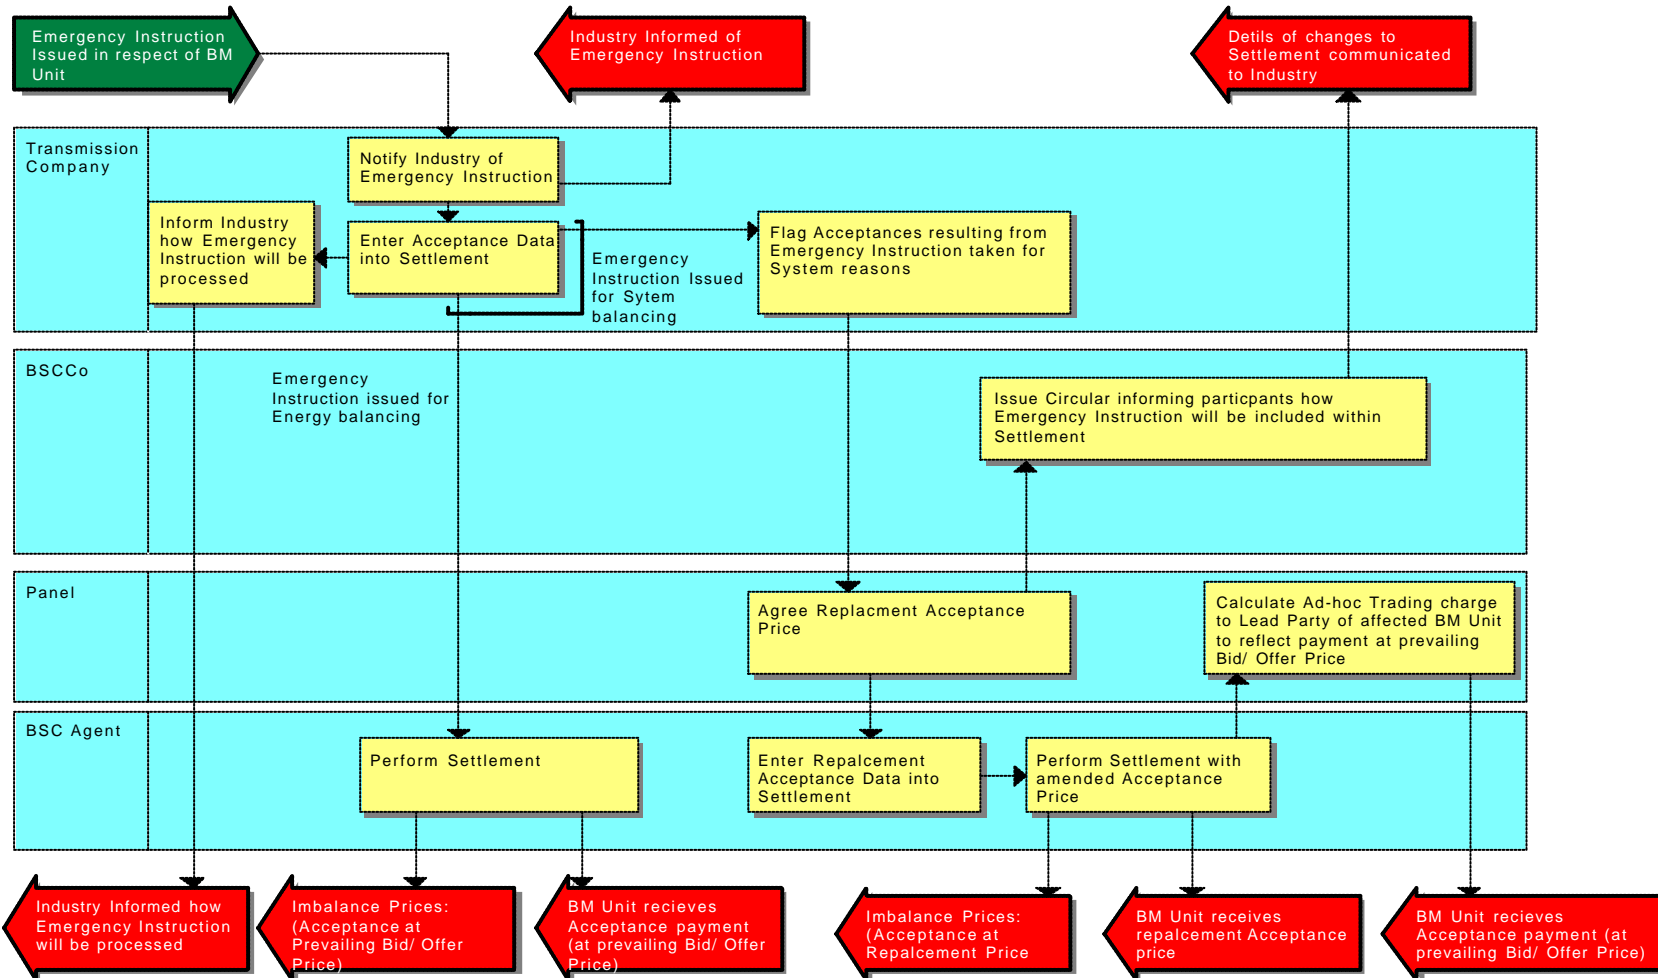 Emergency Instruction
Issued in respect of BM
Unit
Industry Informed of
Emergency Instruction
Detils of changes to
Settlement communicated
to Industry
Transmission
Company
Notify Industry of
Emergency Instruction
Inform Industry
how Emergency
Instruction will be
processed
Enter Acceptance Data
into Settlement
Emergency
Instruction Issued
for Sytem
balancing
Flag Acceptances resulting from
Emergency Instruction taken for
System reasons
BSCCo
Emergency
Instruction issued for
Energy balancing
Issue Circular informing particpants how
Emergency Instruction will be included within
Settlement
Panel
Agree Replacment Acceptance
Price
Calculate Ad-hoc Trading charge
to Lead Party of affected BM Unit
to reflect payment at prevailing
Bid/ Offer Price
BSC Agent
Perform Settlement
Enter Repalcement
Acceptance Data into
Settlement
Perform Settlement with
amended Acceptance
Price
Industry Informed how
Emergency Instruction
will be processed
Imbalance Prices:
(Acceptance at
Prevailing Bid/ Offer
Price)
BM Unit recieves
Acceptance payment
(at prevailing Bid/ Offer
Price)
Imbalance Prices:
(Acceptance at
Repalcement Price
BM Unit receives
repalcement Acceptance
price
BM Unit recieves
Acceptance payment (at
prevailing Bid/ Offer Price)